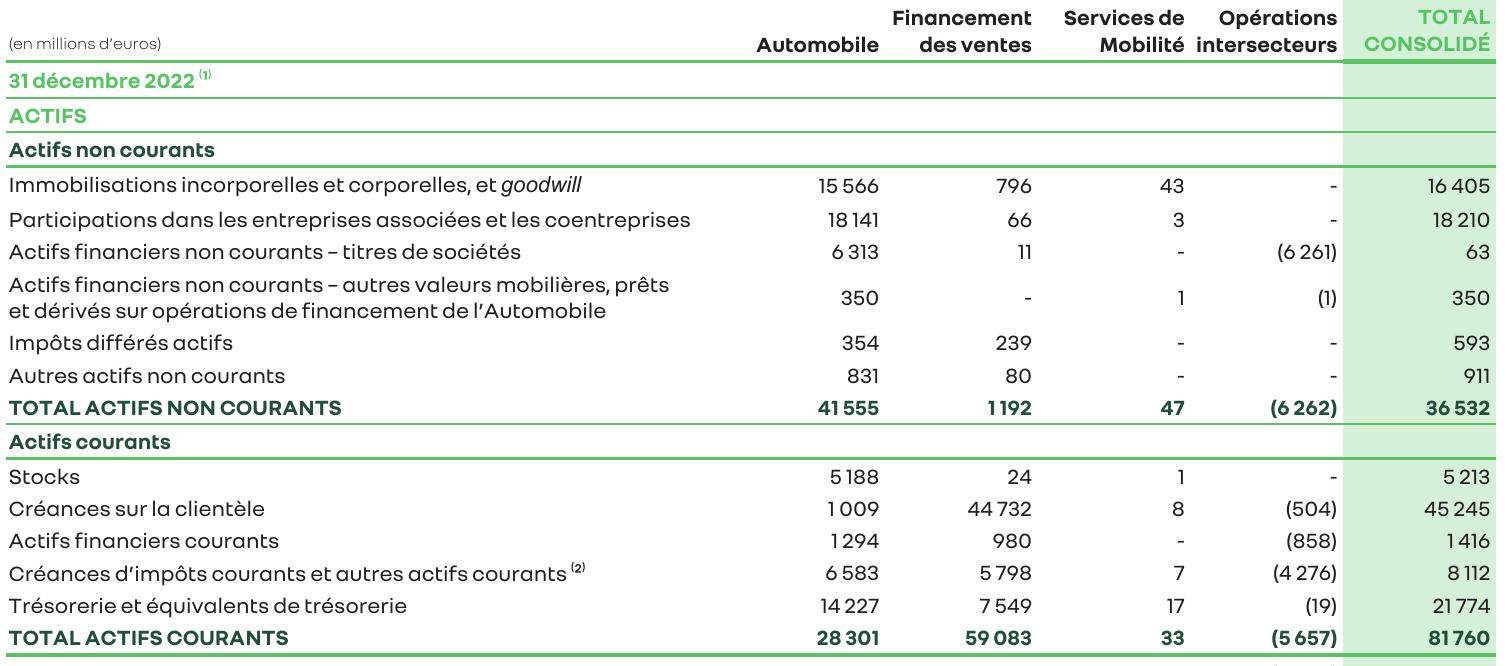 (en millions d'euros) Automobile Financement des ventes Services de Mobilité Opérations intersecteurs TOTAL CONSOLIDÉ
31 décembre 2022 (1)
ACTIFS
Actifs non courants
Immobilisations incorporelles et corporelles, et goodwill 15 566 796 43 - 16 405
Participations dans les entreprises associées et les coentreprises 18 141 66 3 - 18 210
Actifs financiers non courants – titres de sociétés 6 313 11 - (6 261) 63
Actifs financiers non courants – autres valeurs mobilières, prêts
et dérivés sur opérations de financement de l'Automobile 350 - 1 (1) 350
Impôts différés actifs 354 239 - - 593
Autres actifs non courants 831 80 - - 911
TOTAL ACTIFS NON COURANTS 41 555 1 192 47 (6 262) 36 532
Actifs courants
Stocks 5 188 24 1 - 5 213
Créances sur la clientèle 1 009 44 732 8 (504) 45 245
Actifs financiers courants 1 294 980 - (858) 1 416
Créances d'impôts courants et autres actifs courants (2) 6 583 5 798 7 (4 276) 8 112
Trésorerie et équivalents de trésorerie 14 227 7 549 17 (19) 21 774
TOTAL ACTIFS COURANTS 28 301 59 083 33 (5 657) 81 760